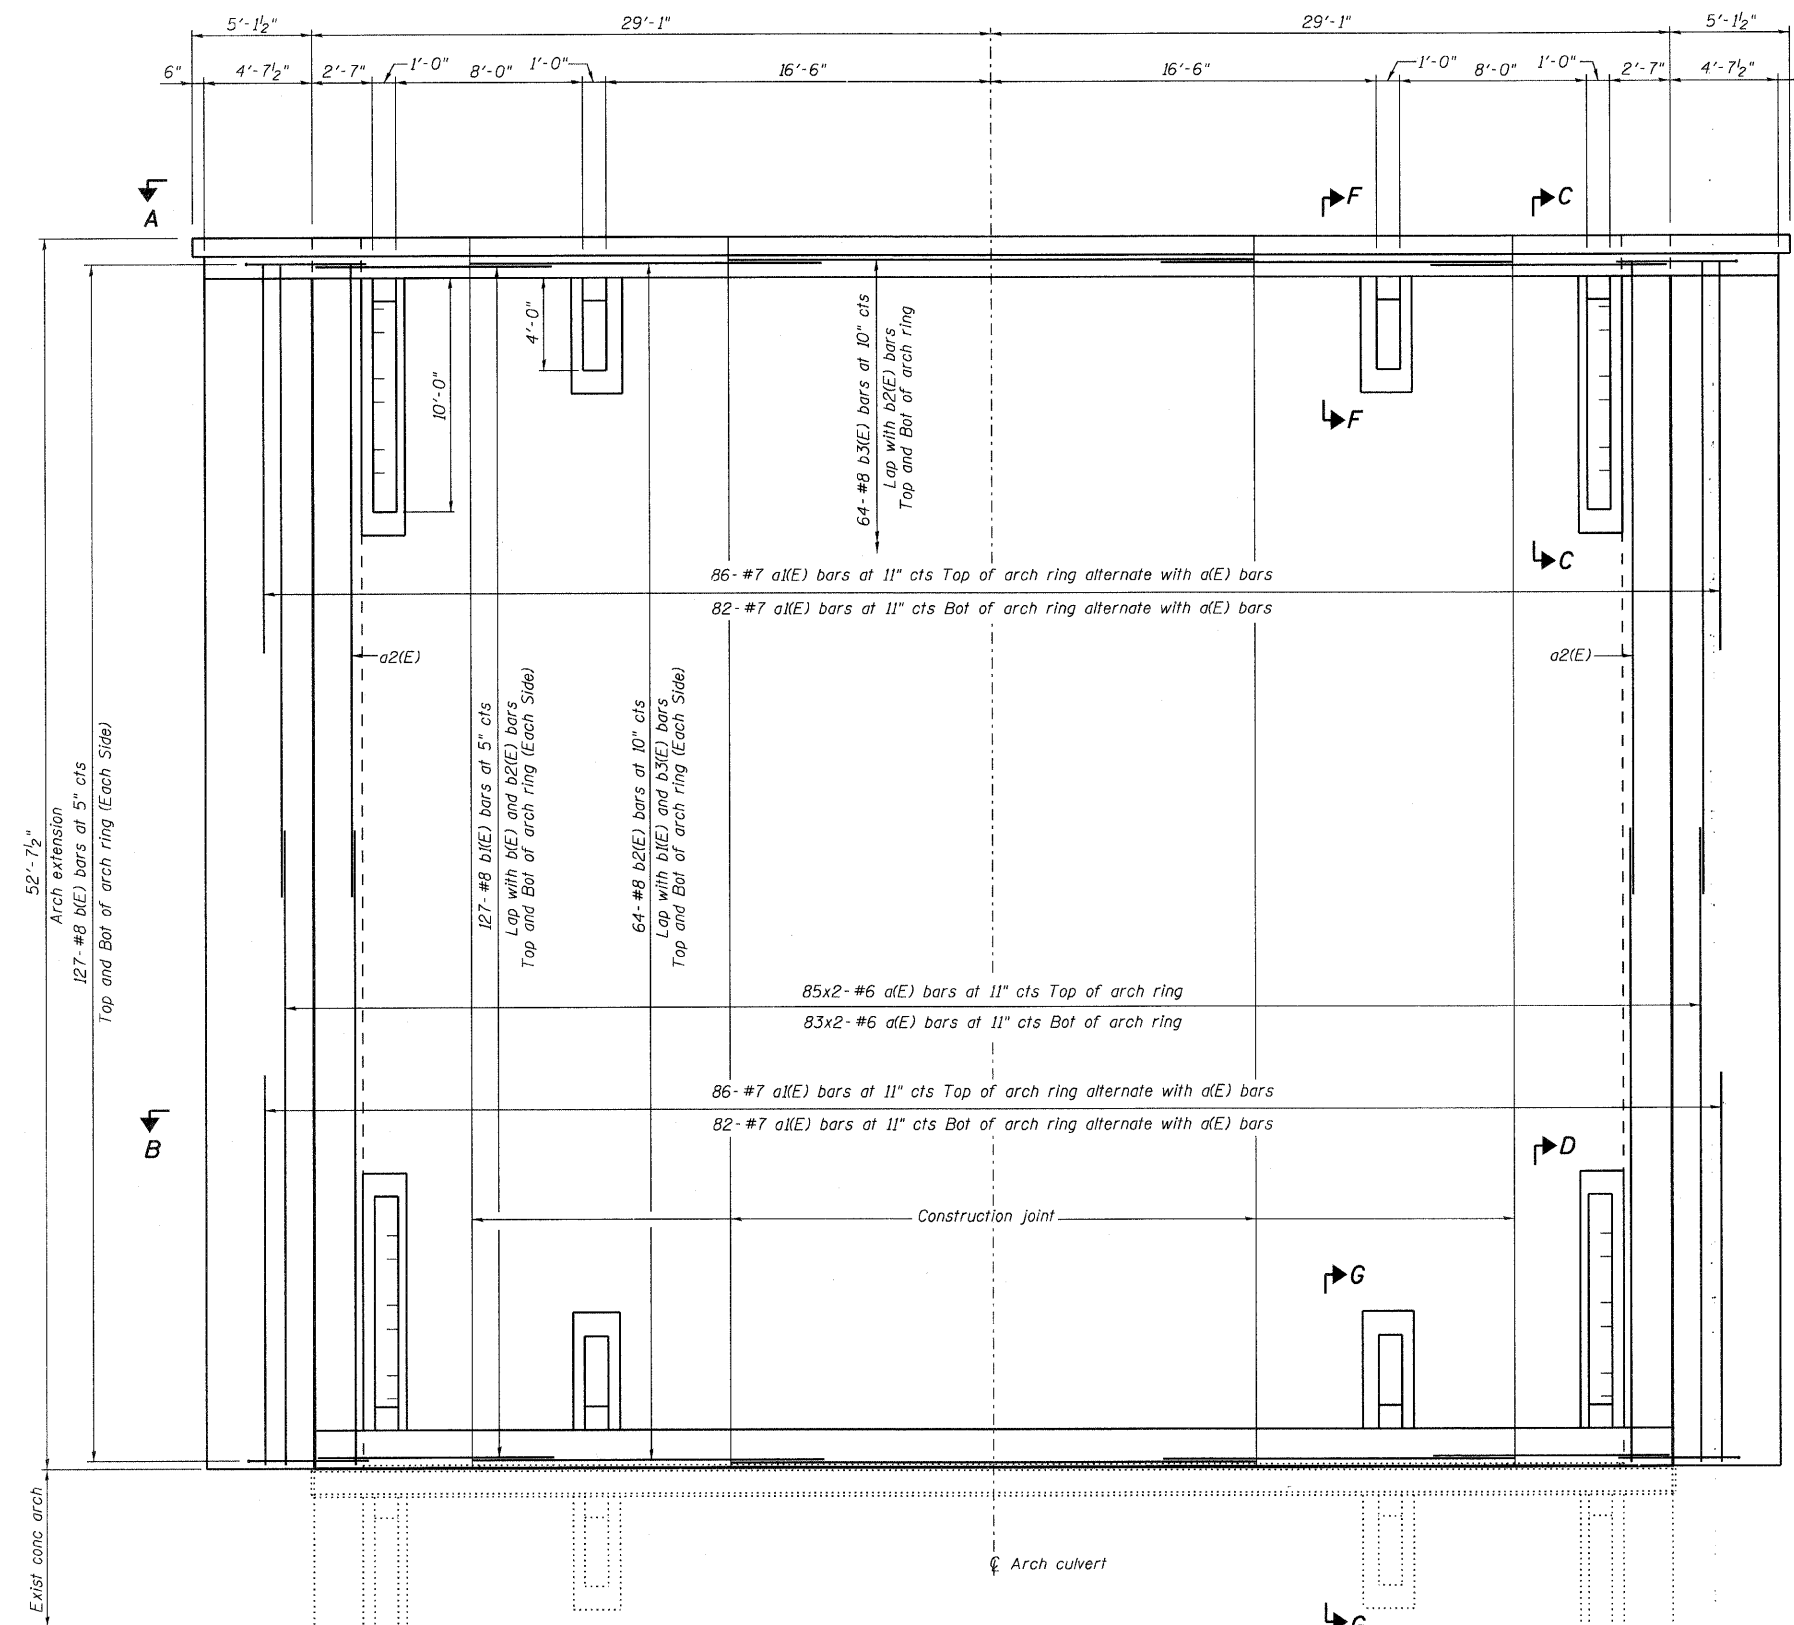 5'-1½" 29'-1" 29'-1" 5'-1½"
6" 4'-7½" 2'-7" 1'-0" 8'-0" 1'-0" 16'-6" 16'-6" 1'-0" 8'-0" 1'-0" 2'-7" 4'-7½"
A
F
C
4'-0"
10'-0"
64-#8 b3(E) bars at 10" cts
Lap with b2(E) bars
Top and Bot of arch ring
F
C
86-#7 a1(E) bars at 11" cts Top of arch ring alternate with a(E) bars
82-#7 a1(E) bars at 11" cts Bot of arch ring alternate with a(E) bars
a2(E)
a2(E)
52'-7½"
Arch extension
127-#8 b(E) bars at 5" cts
Top and Bot of arch ring (Each Side)
127-#8 b1(E) bars at 5" cts
Lap with b(E) and b2(E) bars
Top and Bot of arch ring (Each Side)
64-#8 b2(E) bars at 10" cts
Lap with b1(E) and b3(E) bars
Top and Bot of arch ring (Each Side)
85x2-#6 a(E) bars at 11" cts Top of arch ring
83x2-#6 a(E) bars at 11" cts Bot of arch ring
86-#7 a1(E) bars at 11" cts Top of arch ring alternate with a(E) bars
82-#7 a1(E) bars at 11" cts Bot of arch ring alternate with a(E) bars
B
D
Construction joint
G
Exist conc arch
℄ Arch culvert
G